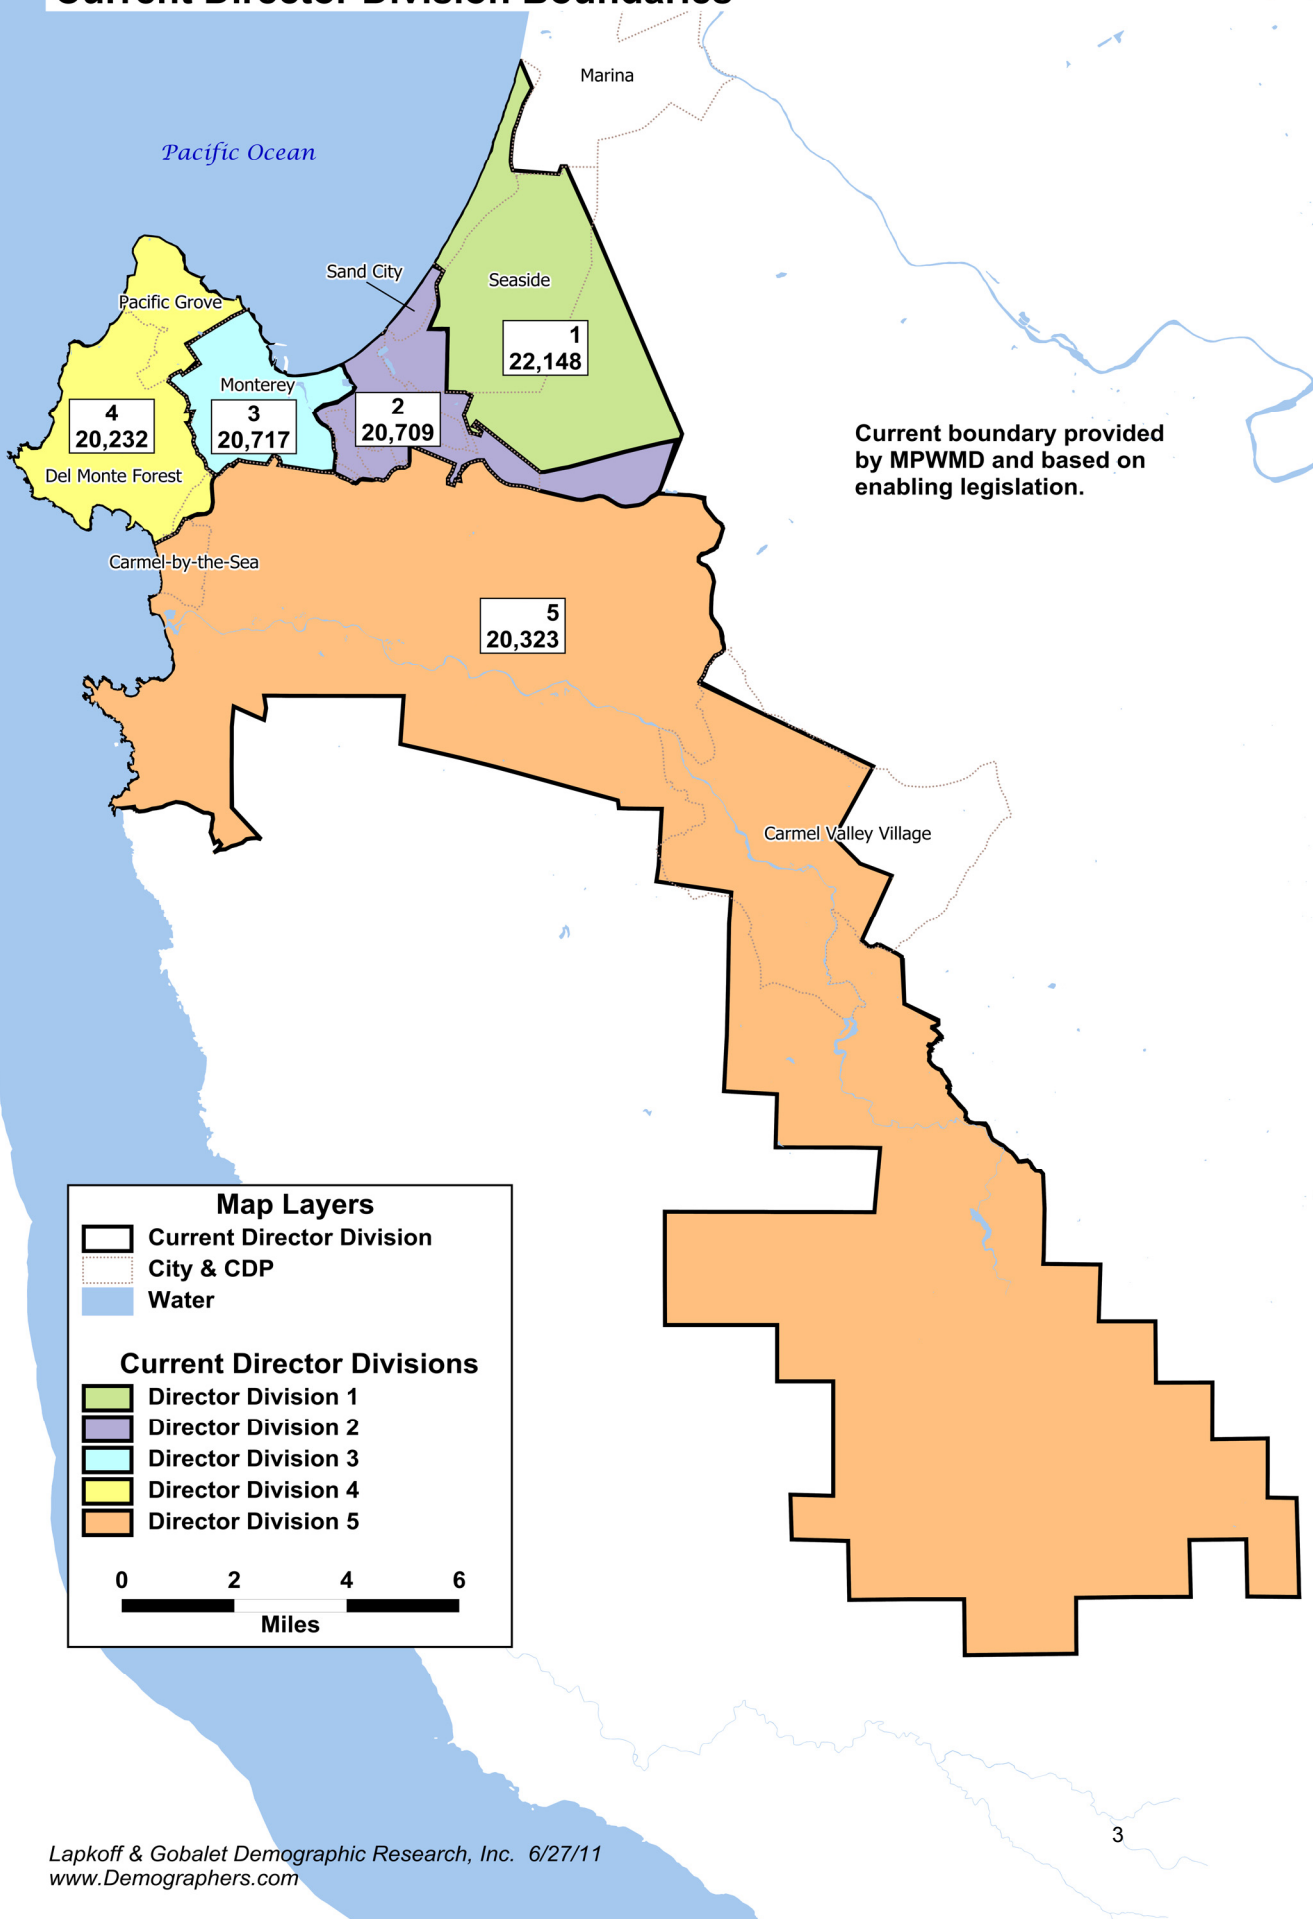 Current Director Division Boundaries
Marina
Pacific Ocean
Sand City
Seaside
Pacific Grove
1
22,148
Monterey
4
20,232
3
20,717
2
20,709
Current boundary provided
by MPWMD and based on
enabling legislation.
Del Monte Forest
Carmel-by-the-Sea
5
20,323
Carmel Valley Village
Map Layers
Current Director Division
City & CDP
Water
Current Director Divisions
Director Division 1
Director Division 2
Director Division 3
Director Division 4
Director Division 5
0 2 4 6
Miles
3
Lapkoff & Gobalet Demographic Research, Inc. 6/27/11
www.Demographers.com